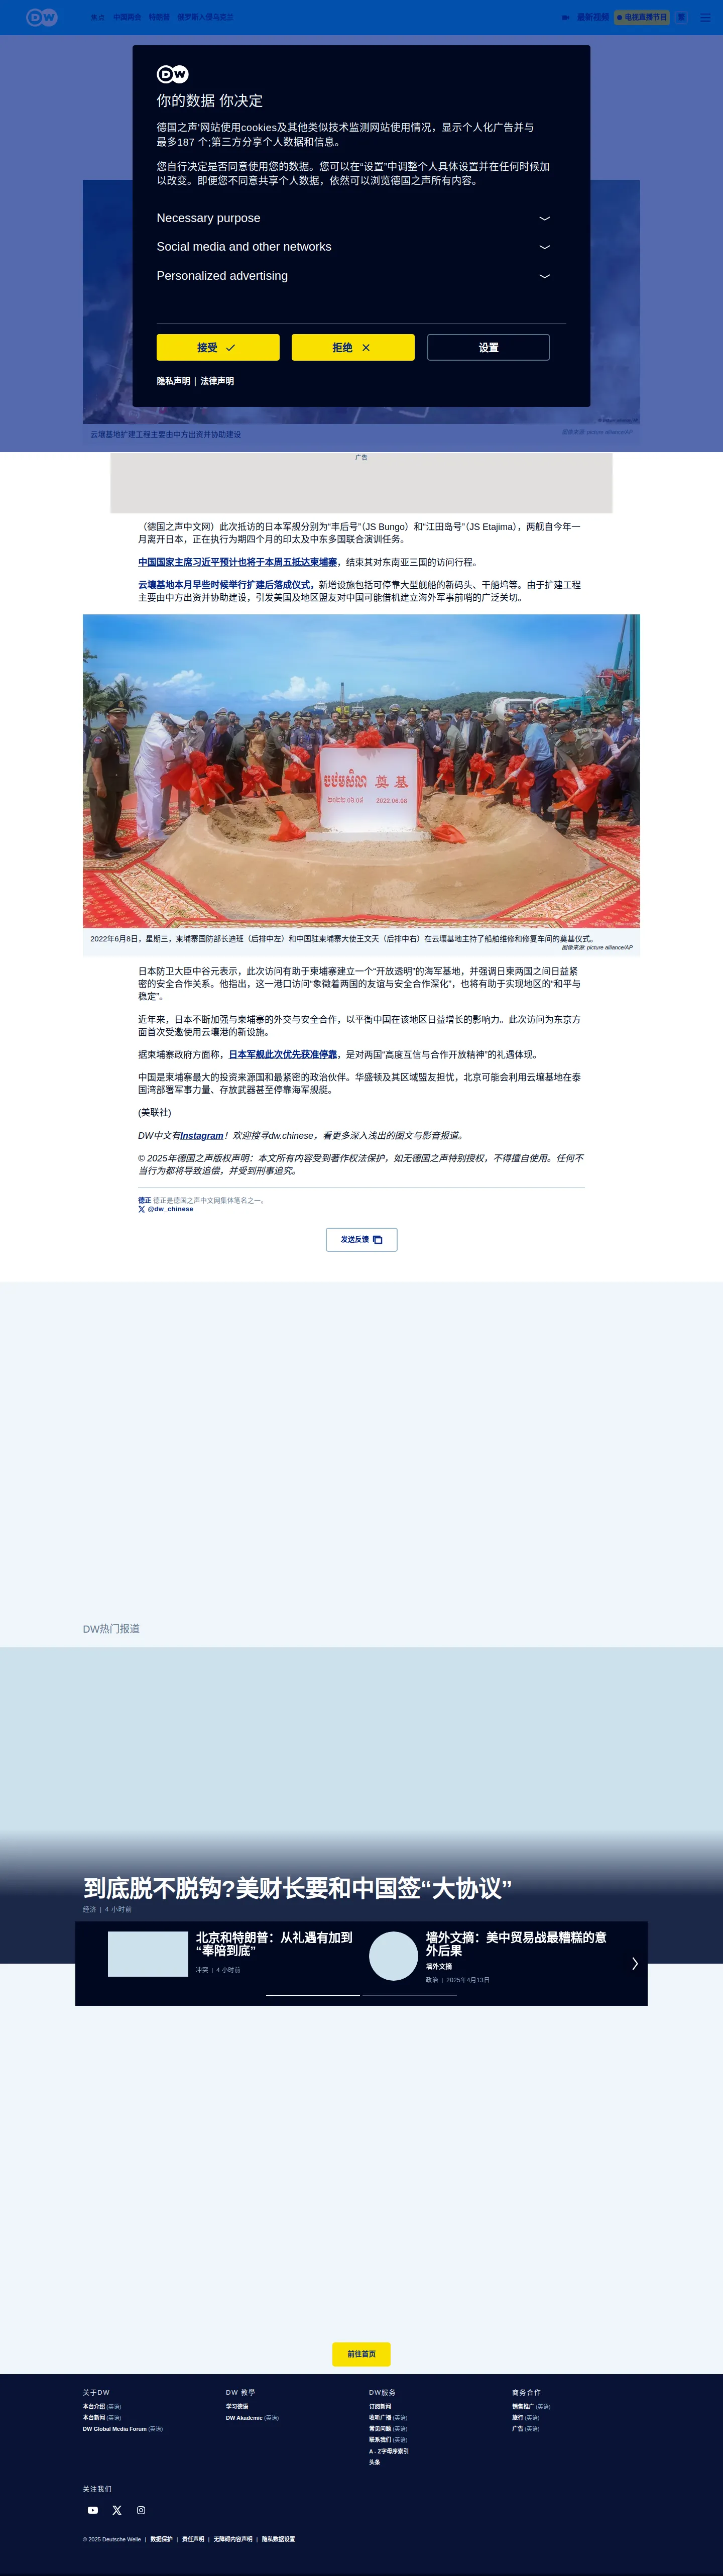 DW
焦点 中国两会 特朗普 俄罗斯入侵乌克兰
最新视频
电视直播节目
繁
DW
你的数据 你决定
德国之声'网站使用cookies及其他类似技术监测网站使用情况，显示个人化广告并与
最多187 个;第三方分享个人数据和信息。
您自行决定是否同意使用您的数据。您可以在“设置”中调整个人具体设置并在任何时候加
以改变。即便您不同意共享个人数据，依然可以浏览德国之声所有内容。
Necessary purpose
Social media and other networks
Personalized advertising
接受
拒绝
设置
隐私声明 | 法律声明
云壤基地扩建工程主要由中方出资并协助建设
图像来源: picture alliance/AP
广告
（德国之声中文网）此次抵访的日本军舰分别为“丰后号”（JS Bungo）和“江田岛号”（JS Etajima），两舰自今年一
月离开日本，正在执行为期四个月的印太及中东多国联合演训任务。
中国国家主席习近平预计也将于本周五抵达柬埔寨，结束其对东南亚三国的访问行程。
云壤基地本月早些时候举行扩建后落成仪式，新增设施包括可停靠大型舰船的新码头、干船坞等。由于扩建工程
主要由中方出资并协助建设，引发美国及地区盟友对中国可能借机建立海外军事前哨的广泛关切。
奠 基
2022.06.08
2022年6月8日，星期三，柬埔寨国防部长迪班（后排中左）和中国驻柬埔寨大使王文天（后排中右）在云壤基地主持了船舶维修和修复车间的奠基仪式。
图像来源: picture alliance/AP
日本防卫大臣中谷元表示，此次访问有助于柬埔寨建立一个“开放透明”的海军基地，并强调日柬两国之间日益紧
密的安全合作关系。他指出，这一港口访问“象徵着两国的友谊与安全合作深化”，也将有助于实现地区的“和平与
稳定”。
近年来，日本不断加强与柬埔寨的外交与安全合作，以平衡中国在该地区日益增长的影响力。此次访问为东京方
面首次受邀使用云壤港的新设施。
据柬埔寨政府方面称，日本军舰此次优先获准停靠，是对两国“高度互信与合作开放精神”的礼遇体现。
中国是柬埔寨最大的投资来源国和最紧密的政治伙伴。华盛顿及其区域盟友担忧，北京可能会利用云壤基地在泰
国湾部署军事力量、存放武器甚至停靠海军舰艇。
(美联社)
DW中文有Instagram！欢迎搜寻dw.chinese，看更多深入浅出的图文与影音报道。
© 2025年德国之声版权声明：本文所有内容受到著作权法保护，如无德国之声特别授权，不得擅自使用。任何不
当行为都将导致追偿，并受到刑事追究。
德正 德正是德国之声中文网集体笔名之一。
@dw_chinese
发送反馈
DW热门报道
到底脱不脱钩?美财长要和中国签“大协议”
经济 | 4 小时前
北京和特朗普：从礼遇有加到
“奉陪到底”
冲突 | 4 小时前
墙外文摘：美中贸易战最糟糕的意
外后果
墙外文摘
政治 | 2025年4月13日
前往首页
关于DW
本台介绍 (英语)
本台新闻 (英语)
DW Global Media Forum (英语)
DW 教學
学习德语
DW Akademie (英语)
DW服务
订阅新闻
收听广播 (英语)
常见问题 (英语)
联系我们 (英语)
A - Z字母序索引
头条
商务合作
销售推广 (英语)
旅行 (英语)
广告 (英语)
关注我们
© 2025 Deutsche Welle | 数据保护 | 责任声明 | 无障碍内容声明 | 隐私数据设置